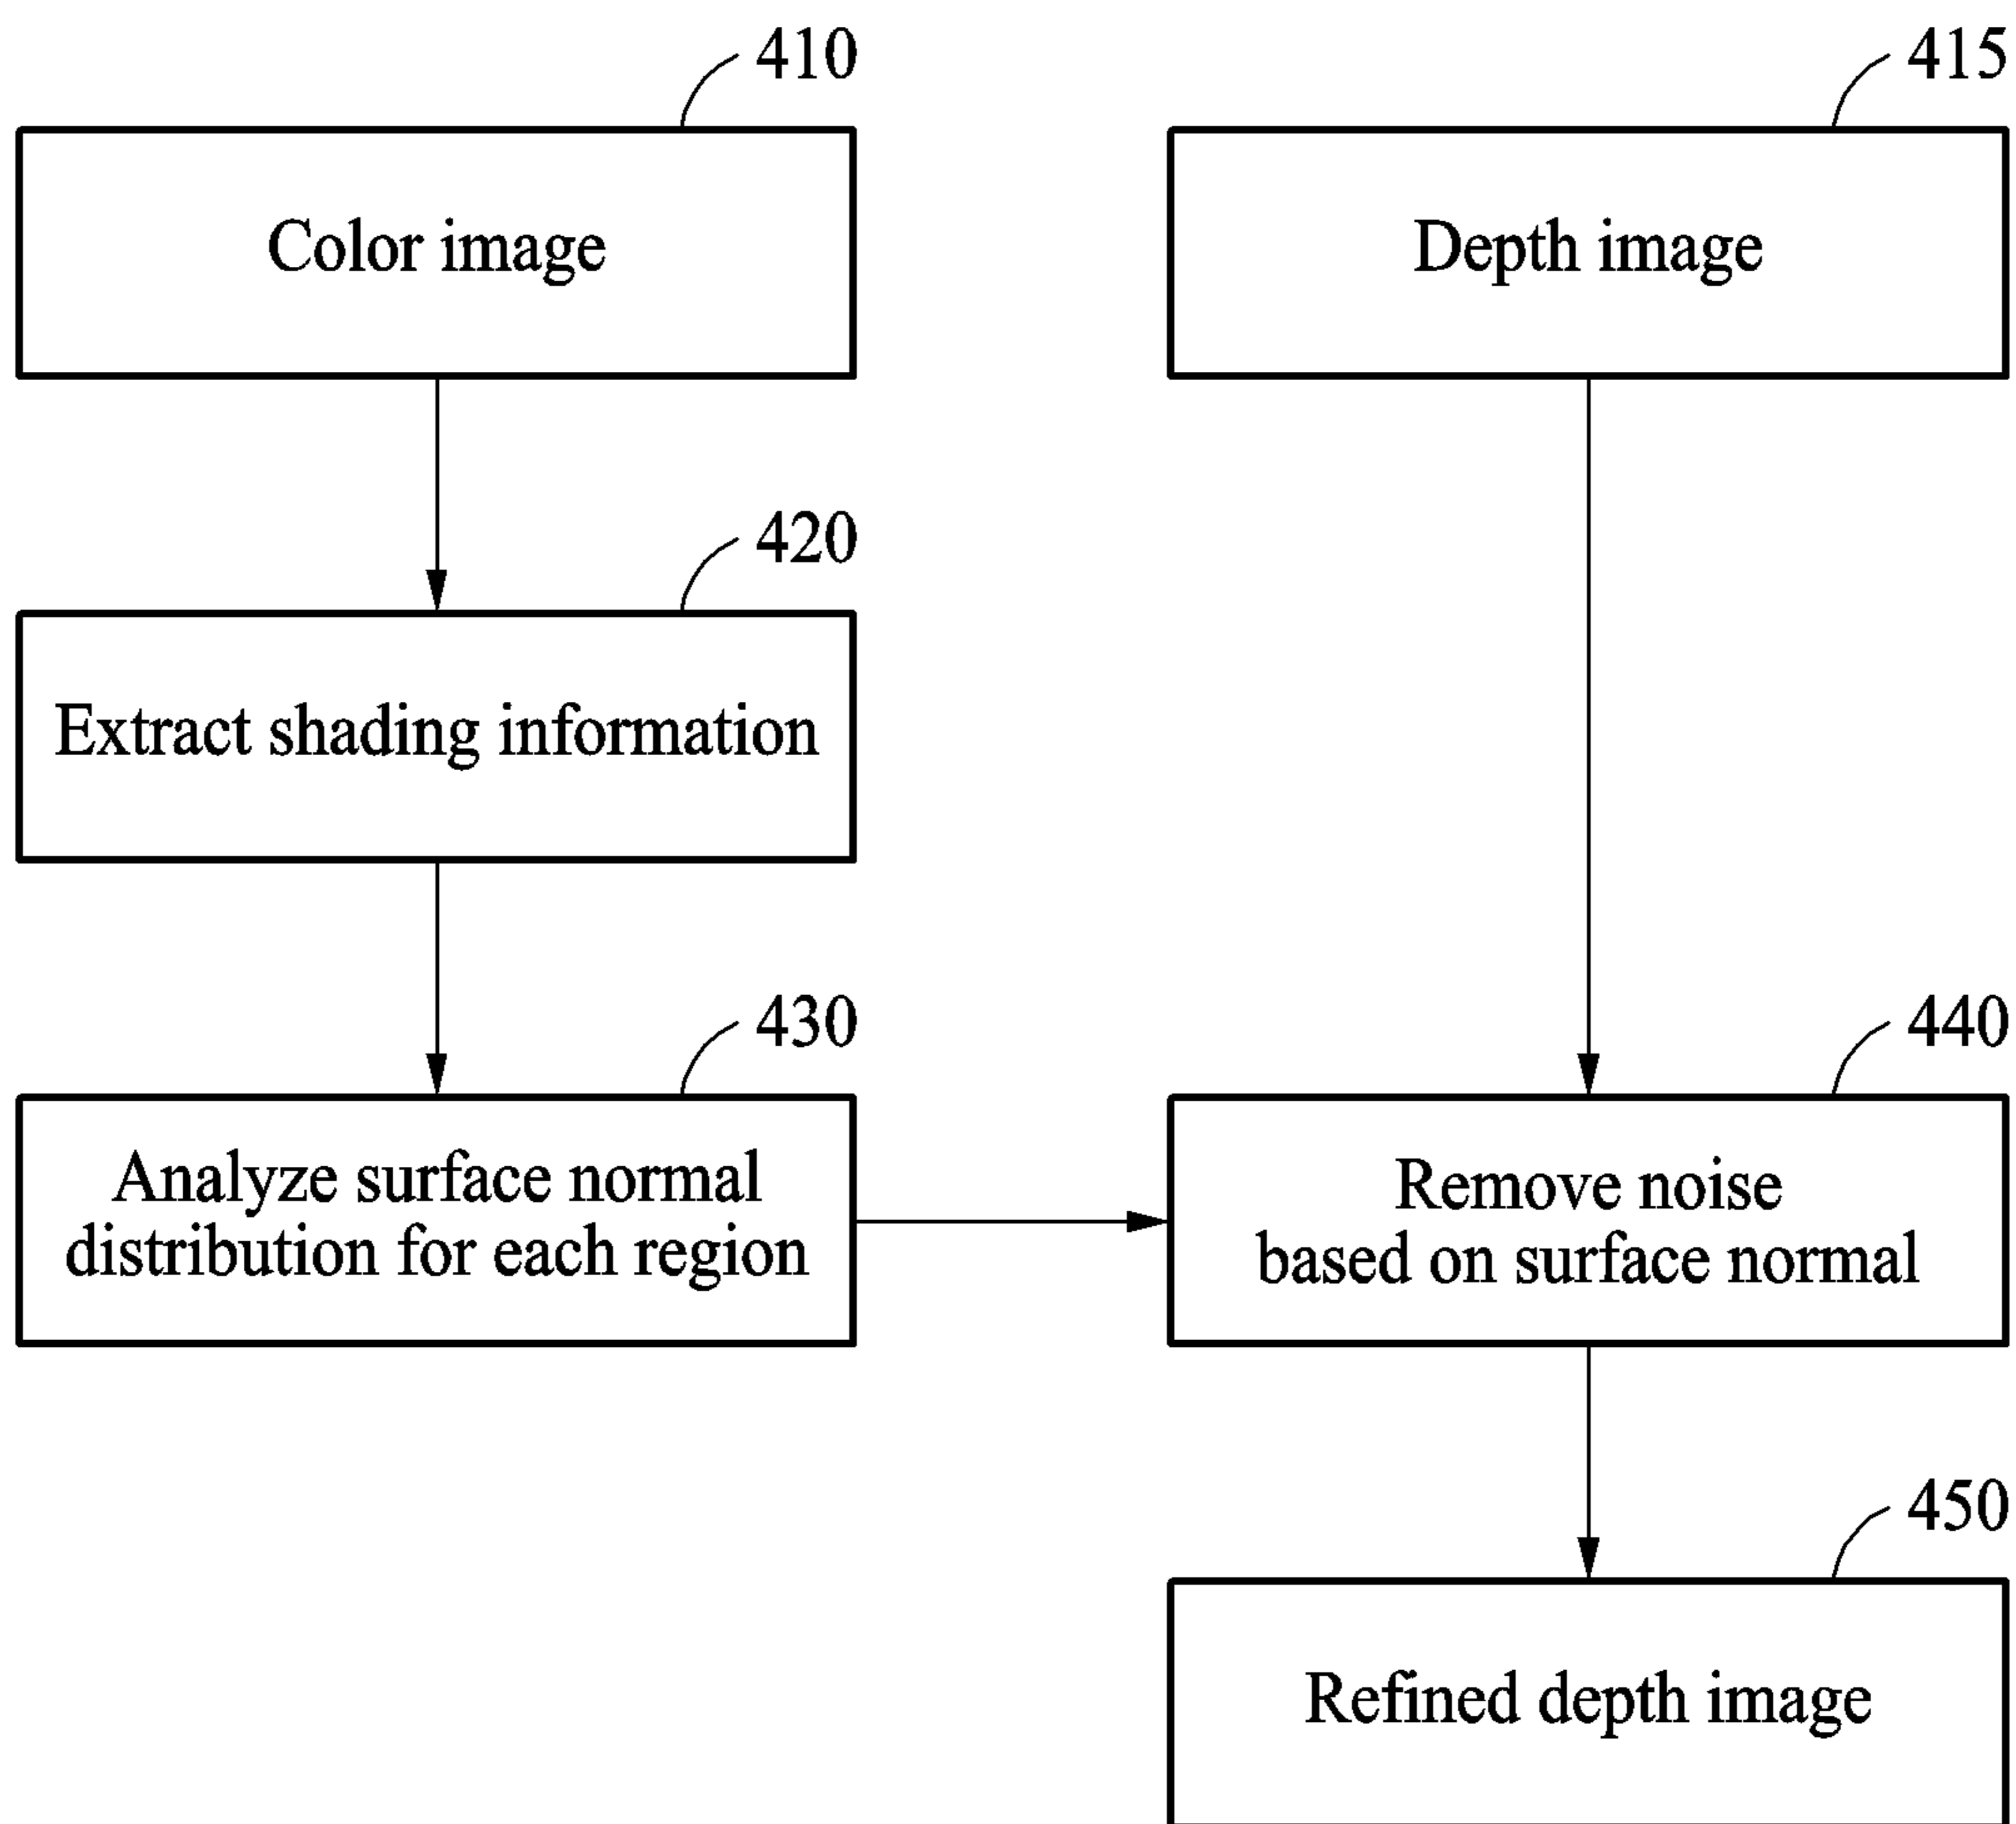 410
Color image
415
Depth image
420
Extract shading information
430
Analyze surface normal
distribution for each region
440
Remove noise
based on surface normal
450
Refined depth image